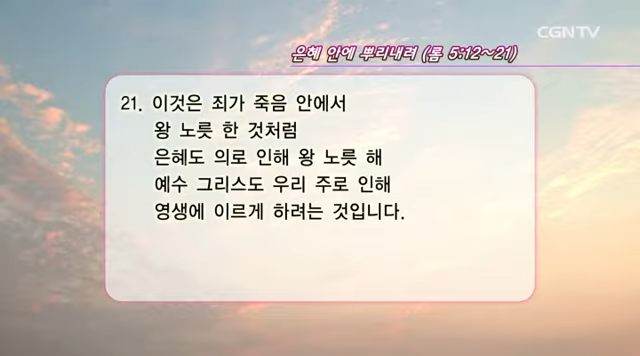 CGNTV
은혜 안에 뿌리내려 (롬 5:12~21)
21. 이것은 죄가 죽음 안에서
왕 노릇 한 것처럼
은혜도 의로 인해 왕 노릇 해
예수 그리스도 우리 주로 인해
영생에 이르게 하려는 것입니다.